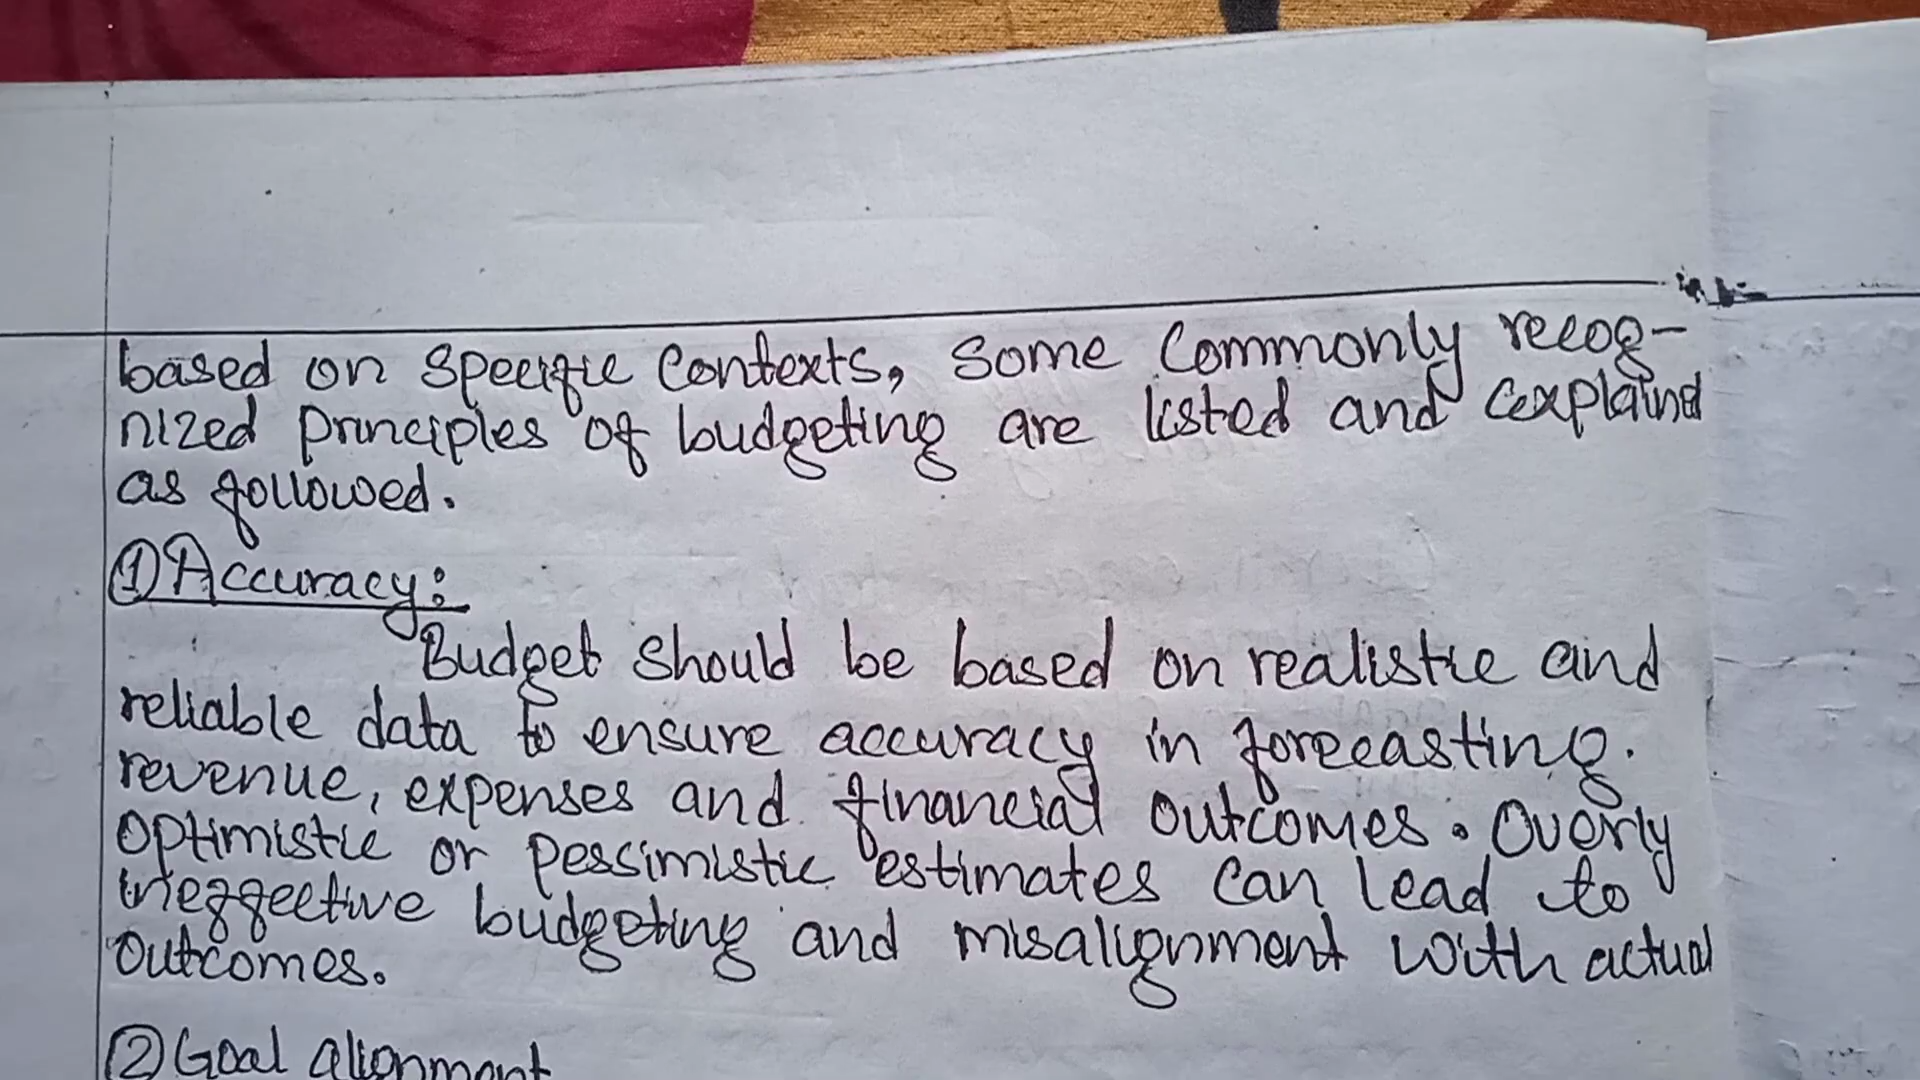 based on specific contexts, some commonly recog-
nized principles of budgeting are listed and explaind
as followed.
① Accuracy:
Budget should be based on realistic and
reliable data to ensure accuracy in forecasting.
revenue, expenses and financial outcomes. Overly
optimistic or pessimistic estimates can lead to
ineffective budgeting and misalignment with actual
outcomes.
② Goal alignment